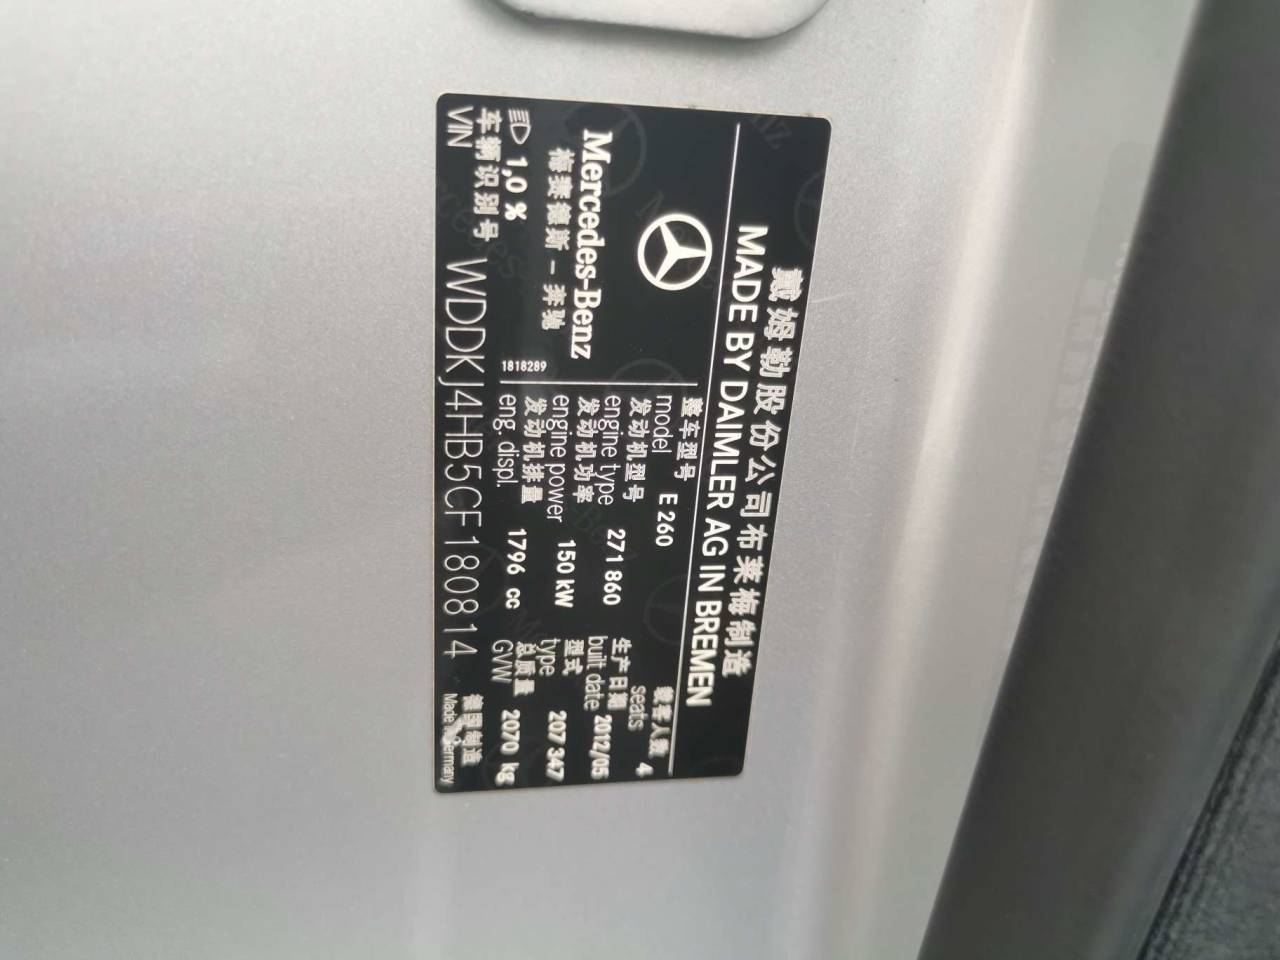 戴姆勒股份公司布莱梅制造
MADE BY DAIMLER AG IN BREMEN
Mercedes-Benz
梅赛德斯-奔驰
1,0 %
1818289
整车型号
model E 260
发动机型号
engine type 271 860
发动机功率
engine power 150 kW
发动机排量
eng. displ. 1796 cc
载客人数
seats: 4
生产日期
built date: 2012/05
型式
type 207 347
总质量
GVW 2070 kg
车辆识别号
VIN WDDKJ4HB5CF180814
德国制造
Made in Germany